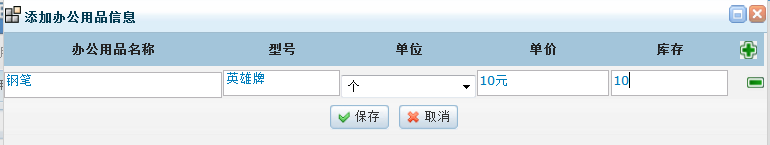 添加办公用品信息
办公用品名称 型号 单位 单价 库存
钢笔 英雄牌 个 10元 10
保存 取消